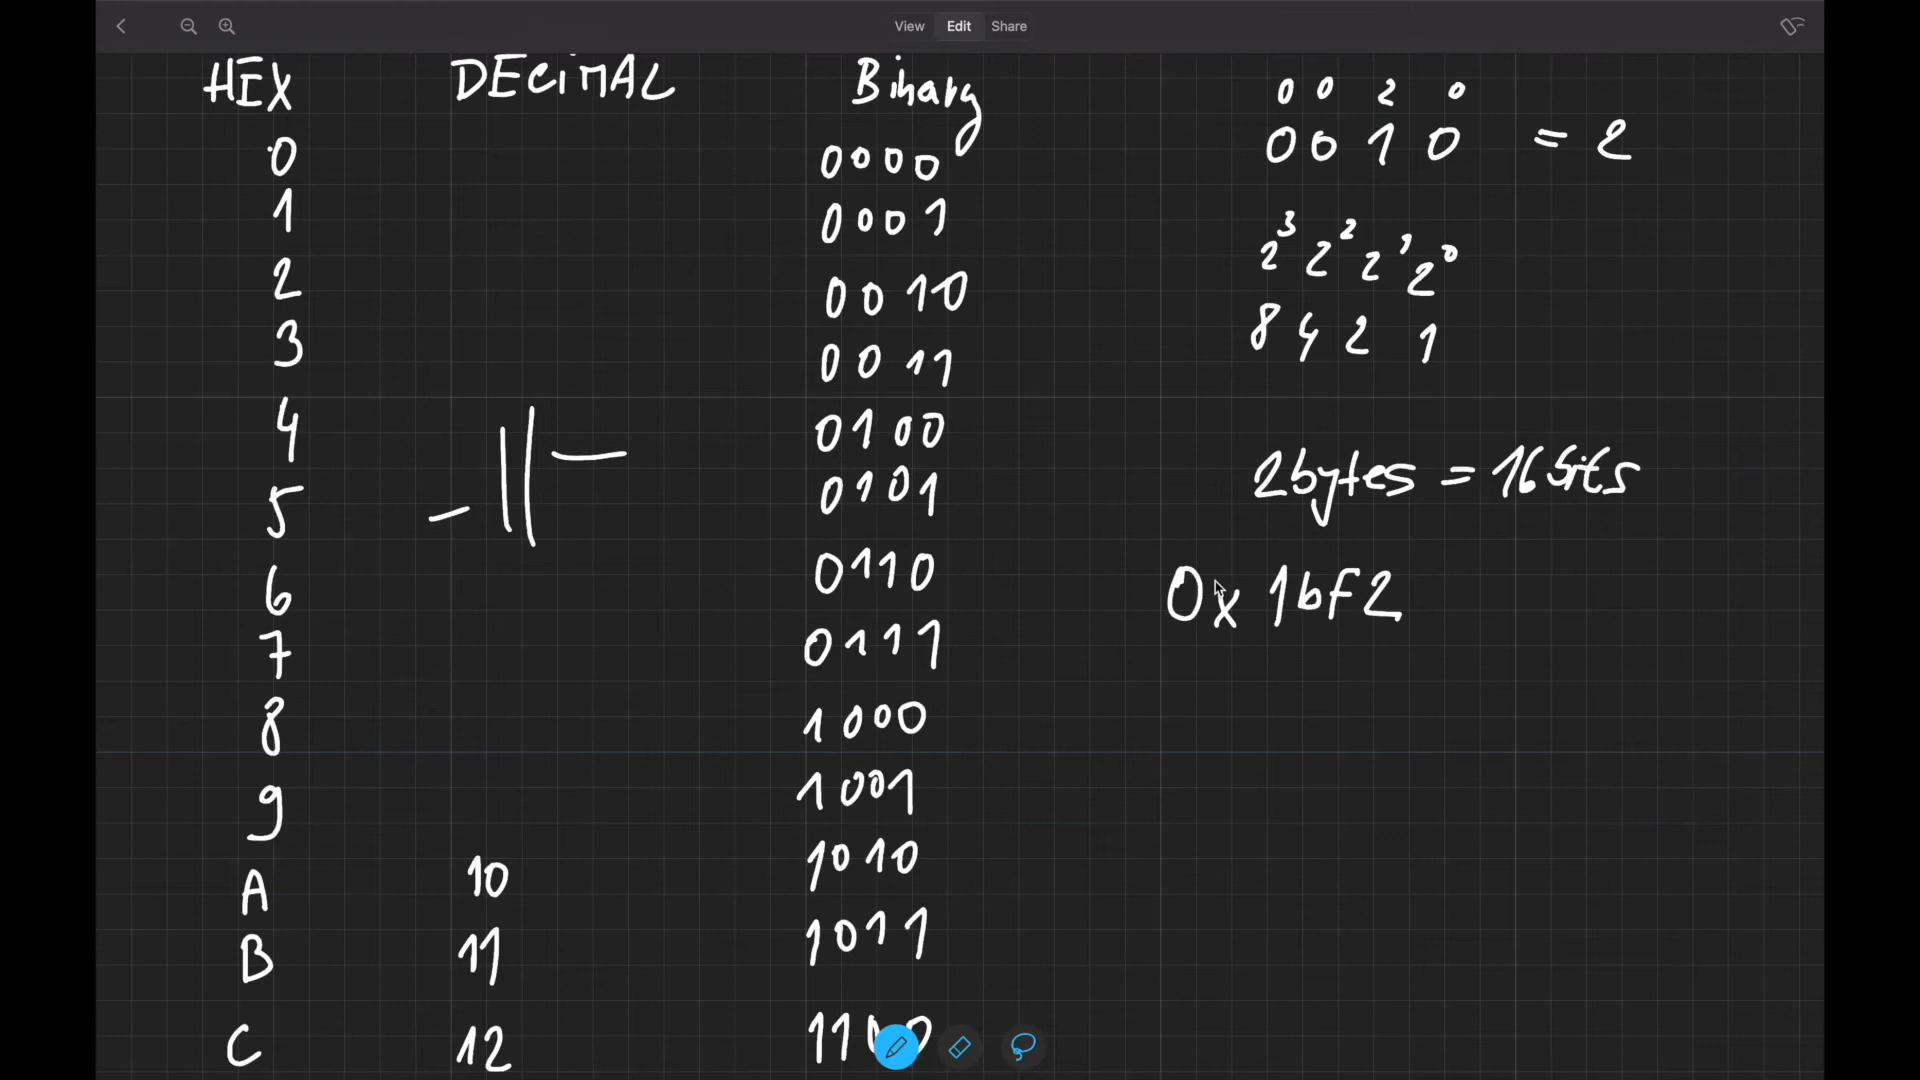 View Edit Share
HEX DECiMAL Binary
0 0000
1 0001
2 0010
3 0011
4 0100
5 0101
6 0110
7 0111
8 1000
9 1001
A 10 1010
B 11 1011
C 12 1100
0 0 2 0
0 0 1 0 = 2
2³ 2² 2¹ 2⁰
8 4 2 1
2bytes = 16bits
0x 1bf2